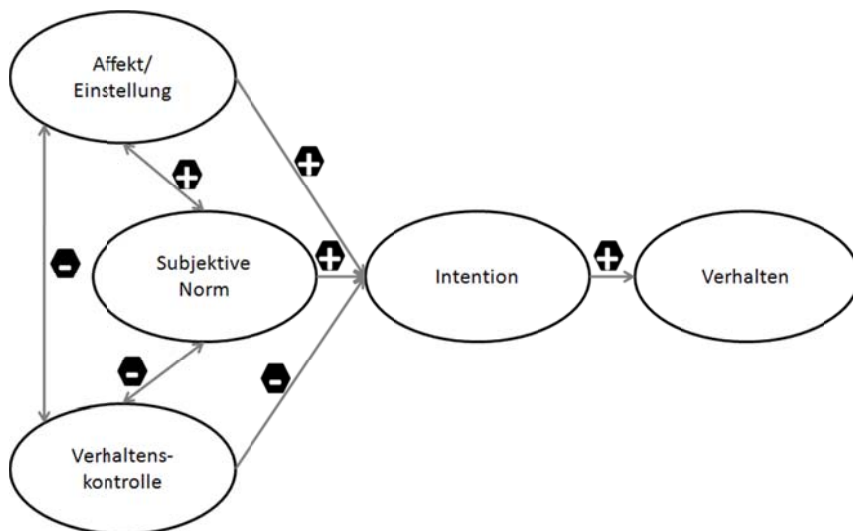 Affekt/
Einstellung
+
+
-
Subjektive
Norm
+
Intention
+
Verhalten
-
-
Verhaltens-
kontrolle